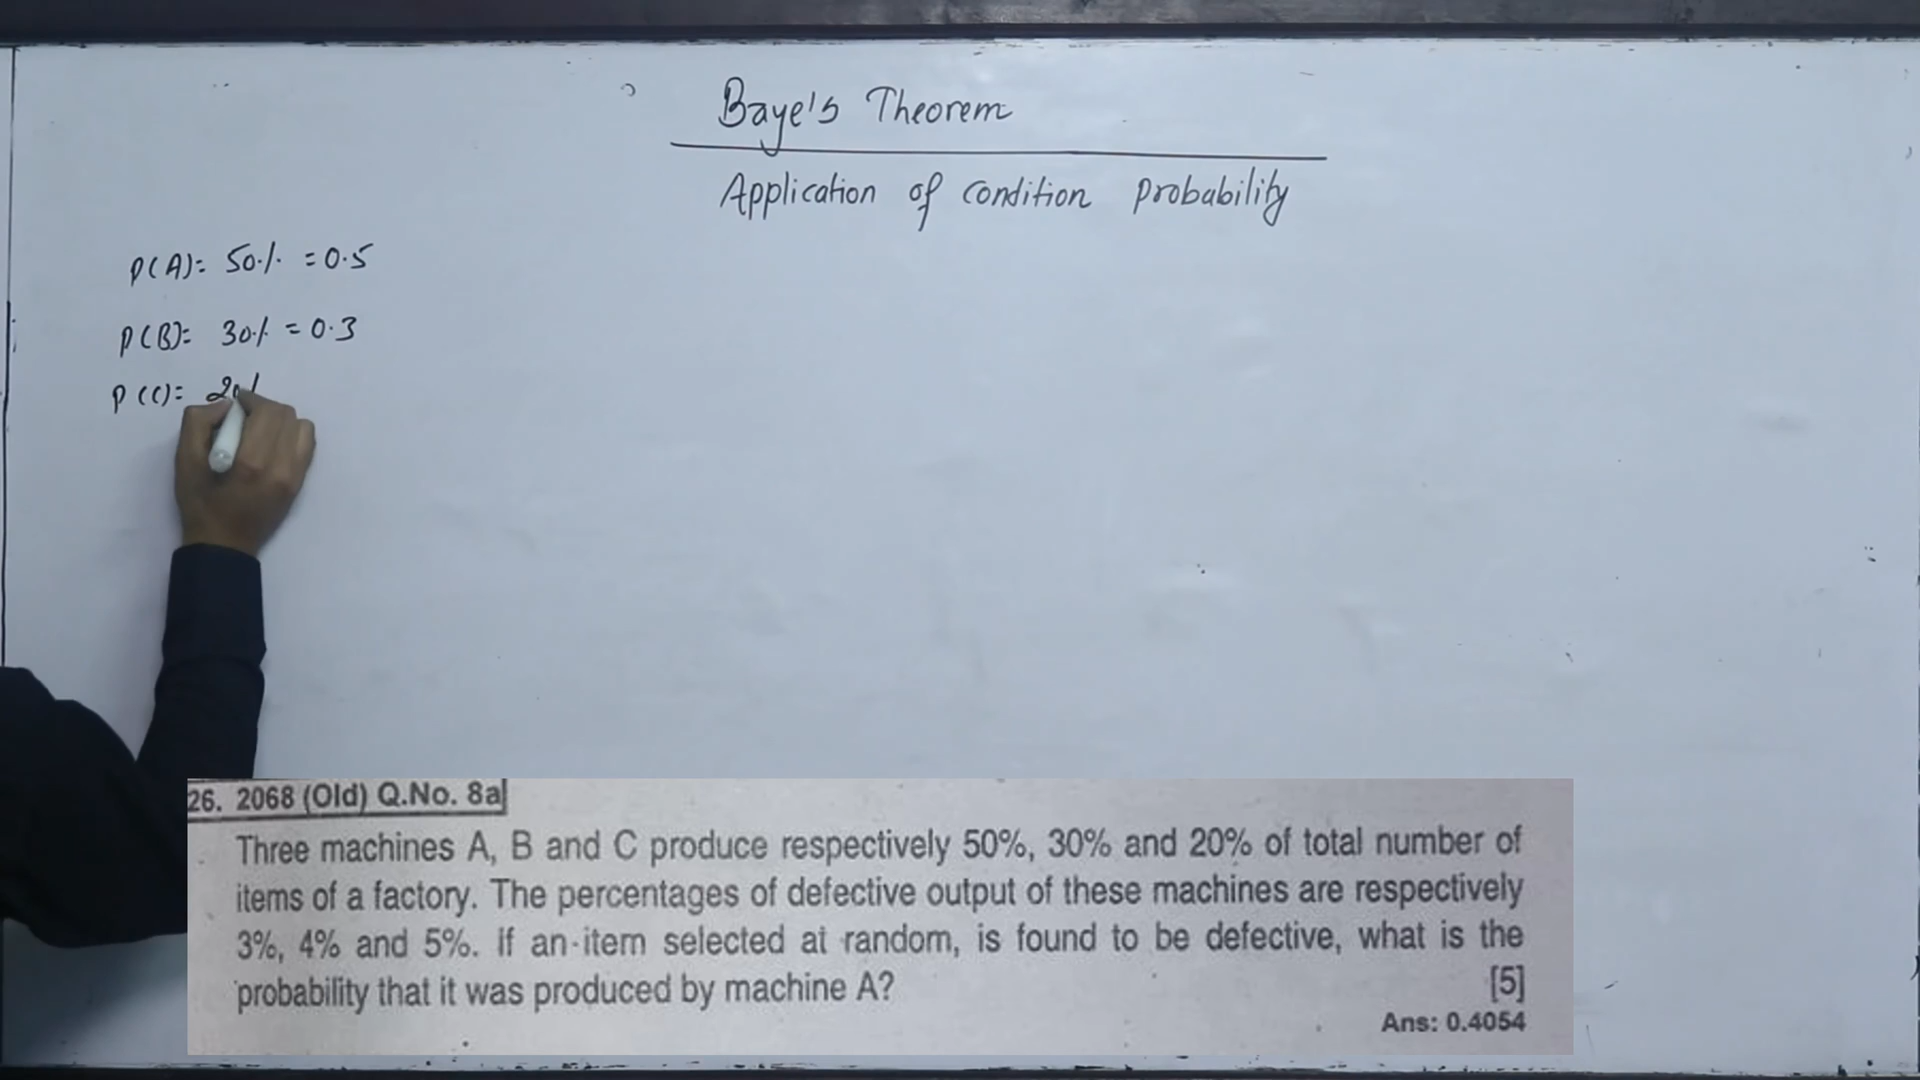 Baye's Theorem
Application of condition probability
P(A): 50% = 0.5
P(B): 30% = 0.3
P(C): 20%
26. 2068 (Old) Q.No. 8a
Three machines A, B and C produce respectively 50%, 30% and 20% of total number of
items of a factory. The percentages of defective output of these machines are respectively
3%, 4% and 5%. If an item selected at random, is found to be defective, what is the
probability that it was produced by machine A?
[5]
Ans: 0.4054